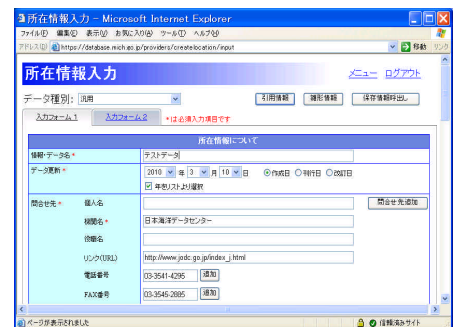 所在情報入力 - Microsoft Internet Explorer
ファイル(F) 編集(E) 表示(V) お気に入り(A) ツール(T) ヘルプ(H)
アドレス(D) https://database.mich.go.jp/providers/createlocation/input 移動 リンク
所在情報入力 メニュー ログアウト
データ種別: 汎用 引用情報 雛形情報 保存情報呼出し
入力フォーム1 入力フォーム2 *は必須入力項目です
所在情報について
情報・データ名* テストデータ
データ更新* 2010 年 3 月 10 日 作成日 刊行日 改訂日
年をリストより選択
問合せ先* 個人名 問合せ先追加
機関名* 日本海洋データセンター
役職名
リンク(URL) http://www.jodc.go.jp/index_j.html
電話番号 03-3541-4295 追加
FAX番号 03-3545-2885 追加
ページが表示されました 信頼済みサイト